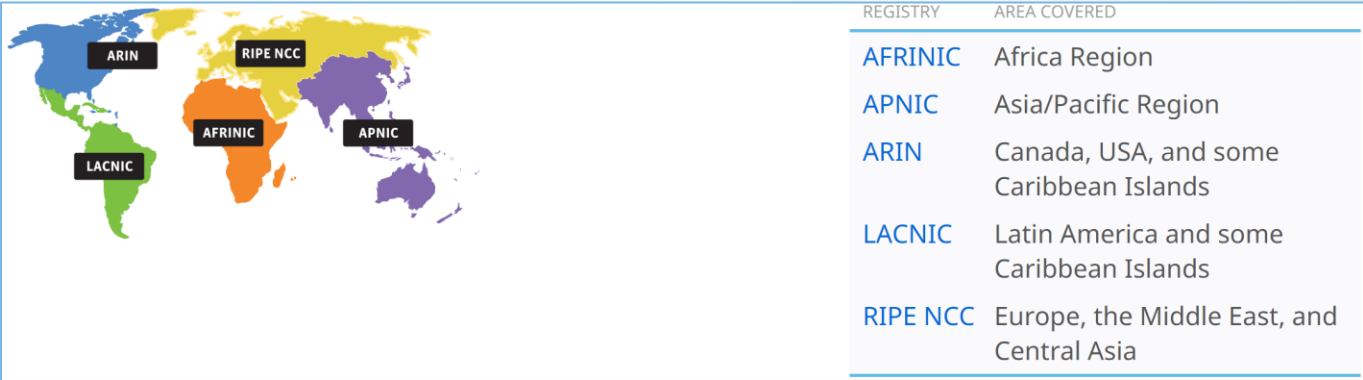 ARIN
RIPE NCC
AFRINIC
APNIC
LACNIC
REGISTRY AREA COVERED
AFRINIC Africa Region
APNIC Asia/Pacific Region
ARIN Canada, USA, and some
Caribbean Islands
LACNIC Latin America and some
Caribbean Islands
RIPE NCC Europe, the Middle East, and
Central Asia